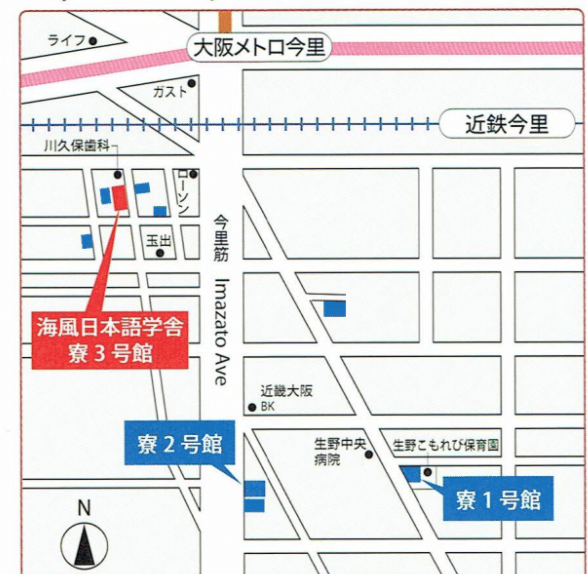 ライフ
大阪メトロ今里
ガスト
近鉄今里
川久保歯科
ローソン
玉出
今里筋 Imazato Ave
海風日本語学舎
寮3号館
近畿大阪
BK
寮2号館
生野中央
病院
生野こもれび保育園
寮1号館
N